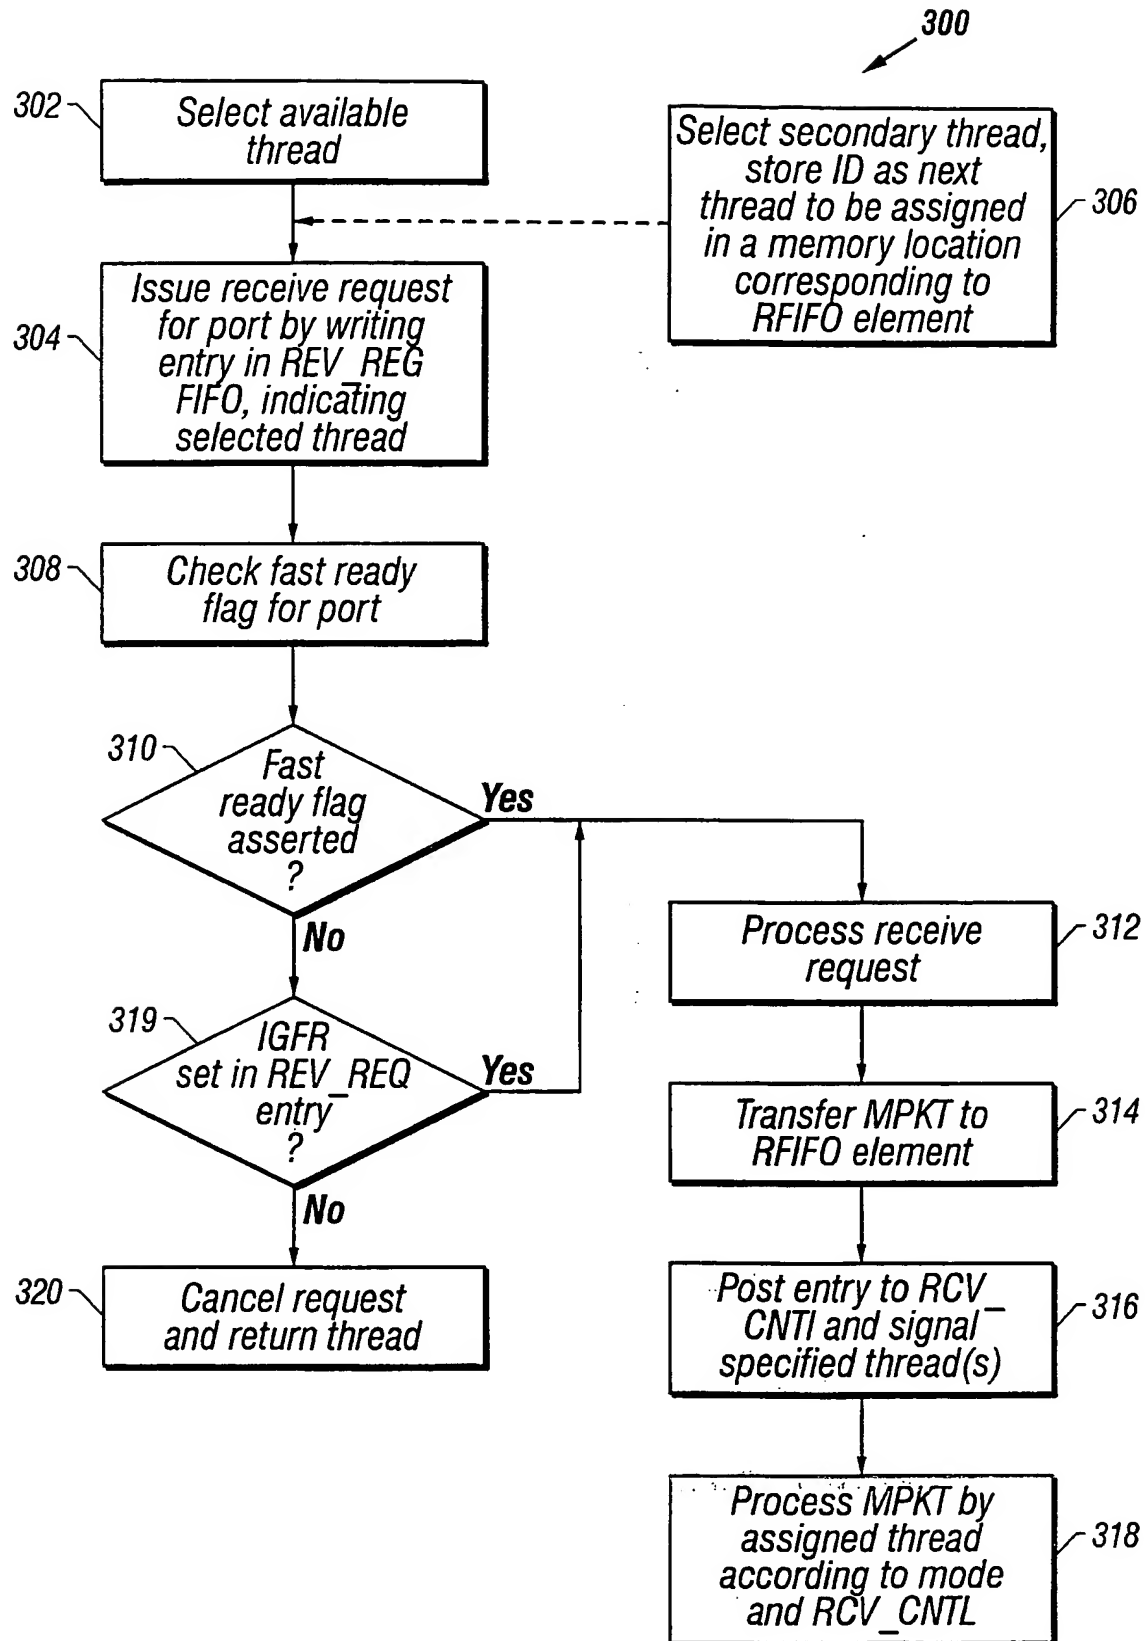 300
302
Select available
thread
Select secondary thread,
store ID as next
thread to be assigned
in a memory location
corresponding to
RFIFO element
306
304
Issue receive request
for port by writing
entry in REV_REG
FIFO, indicating
selected thread
308
Check fast ready
flag for port
310
Fast
ready flag
asserted
?
Yes
No
312
Process receive
request
319
IGFR
set in REV_REQ
entry
?
Yes
No
314
Transfer MPKT to
RFIFO element
320
Cancel request
and return thread
316
Post entry to RCV_
CNTl and signal
specified thread(s)
318
Process MPKT by
assigned thread
according to mode
and RCV_CNTL